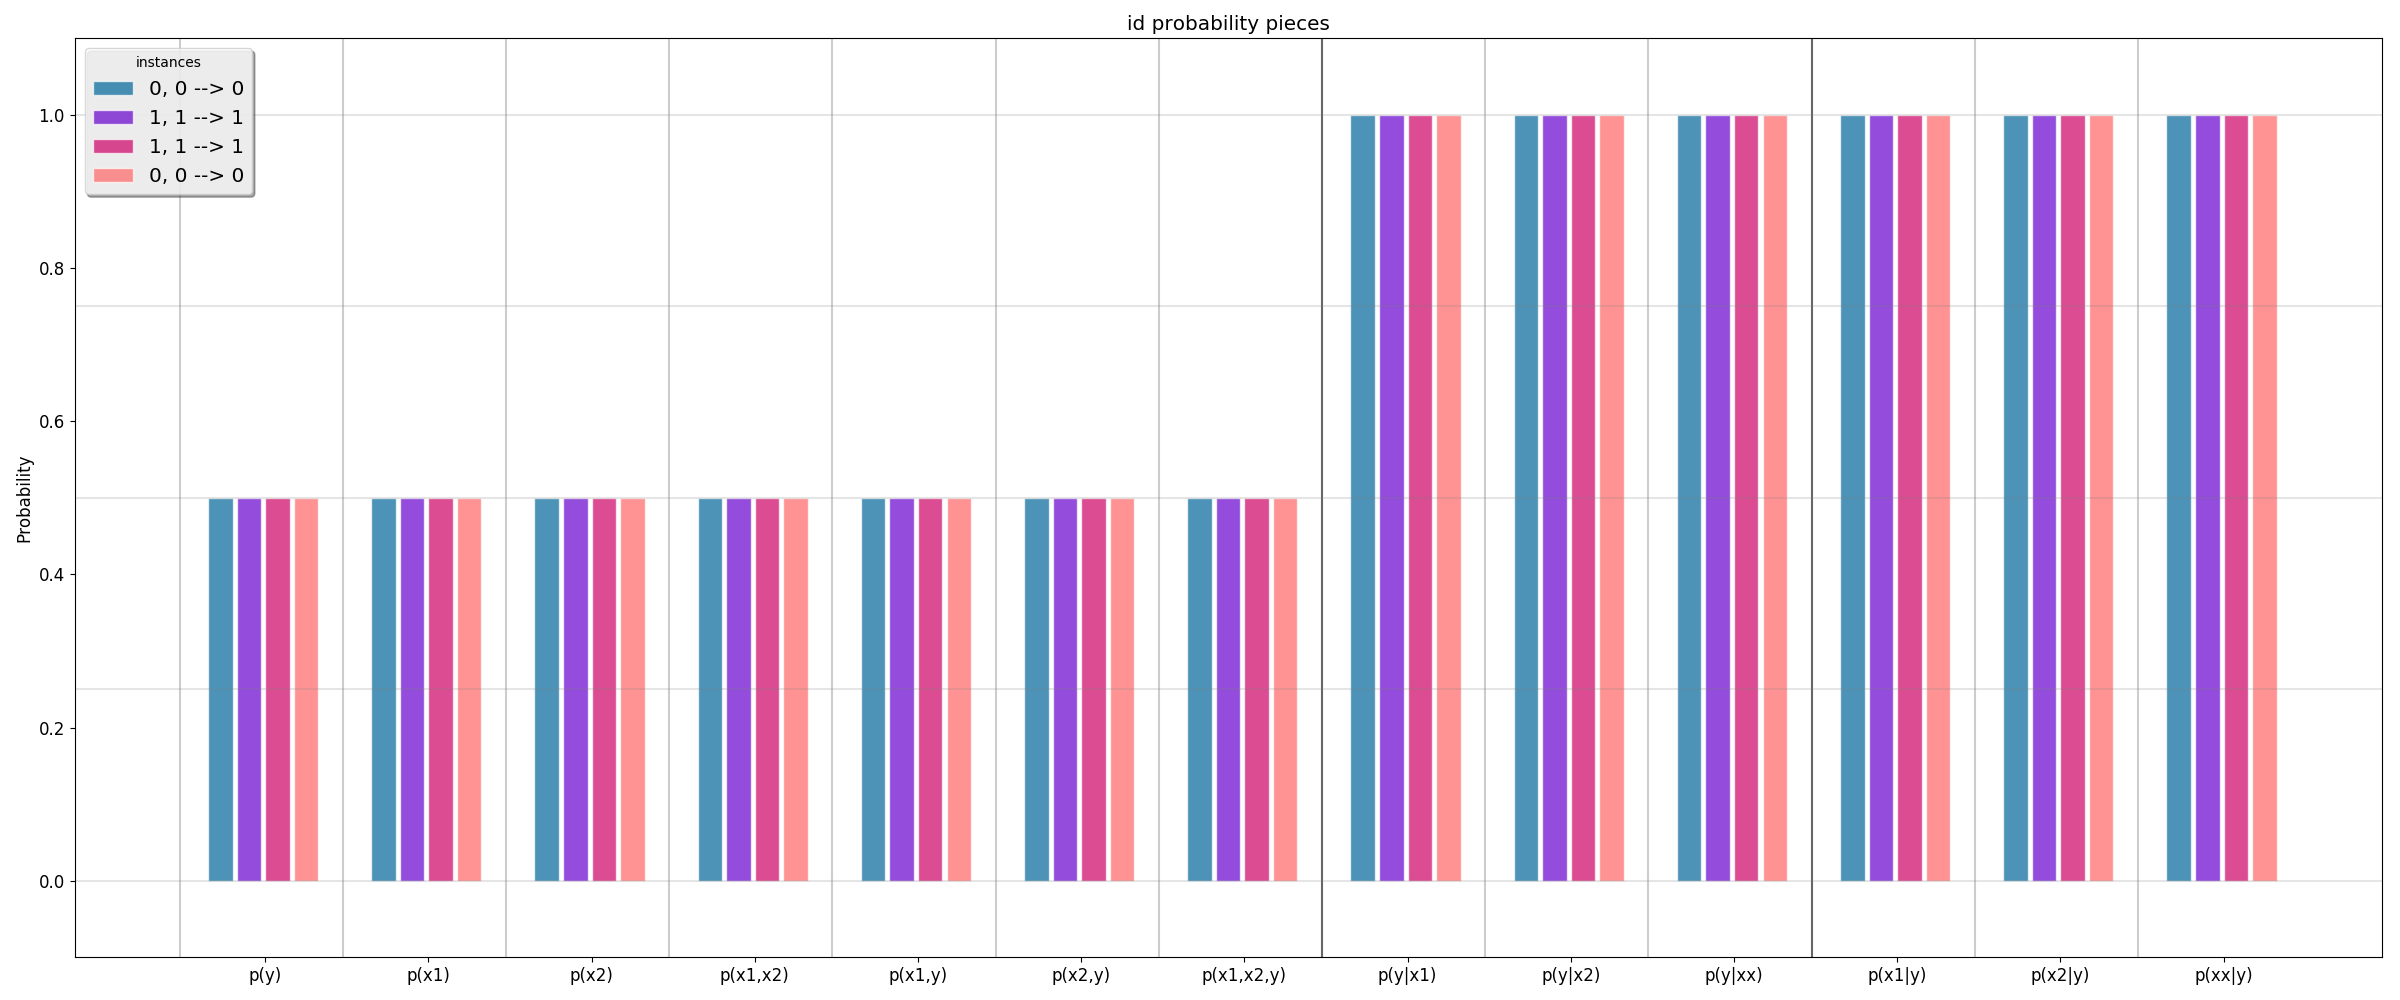 id probability pieces
instances
0, 0 --> 0
1, 1 --> 1
1, 1 --> 1
0, 0 --> 0
Probability
1.0
0.8
0.6
0.4
0.2
0.0
p(y) p(x1) p(x2) p(x1,x2) p(x1,y) p(x2,y) p(x1,x2,y) p(y|x1) p(y|x2) p(y|xx) p(x1|y) p(x2|y) p(xx|y)